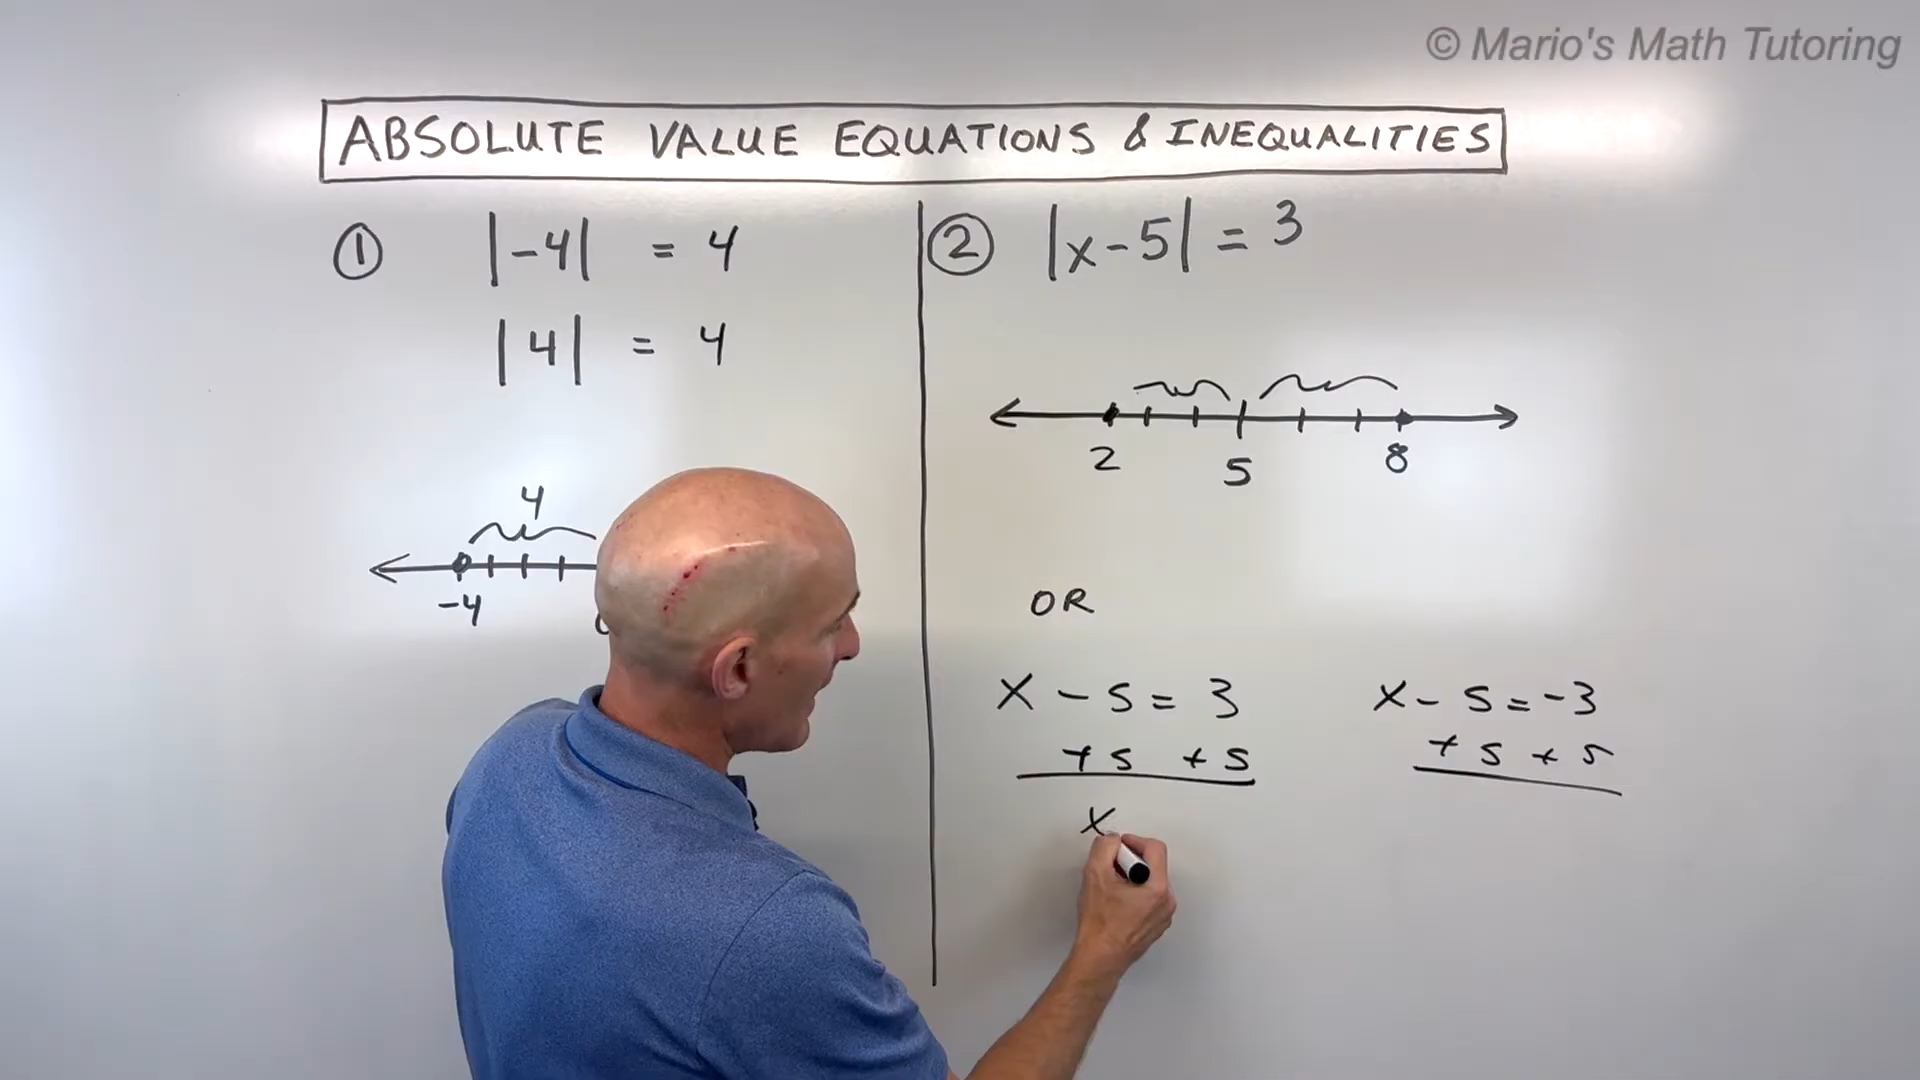 © Mario's Math Tutoring
ABSOLUTE VALUE EQUATIONS & INEQUALITIES
① |-4| = 4
|4| = 4
4
-4
② |x-5| = 3
2 5 8
OR
x - 5 = 3
+ 5 + 5
x
x - 5 = -3
+ 5 + 5